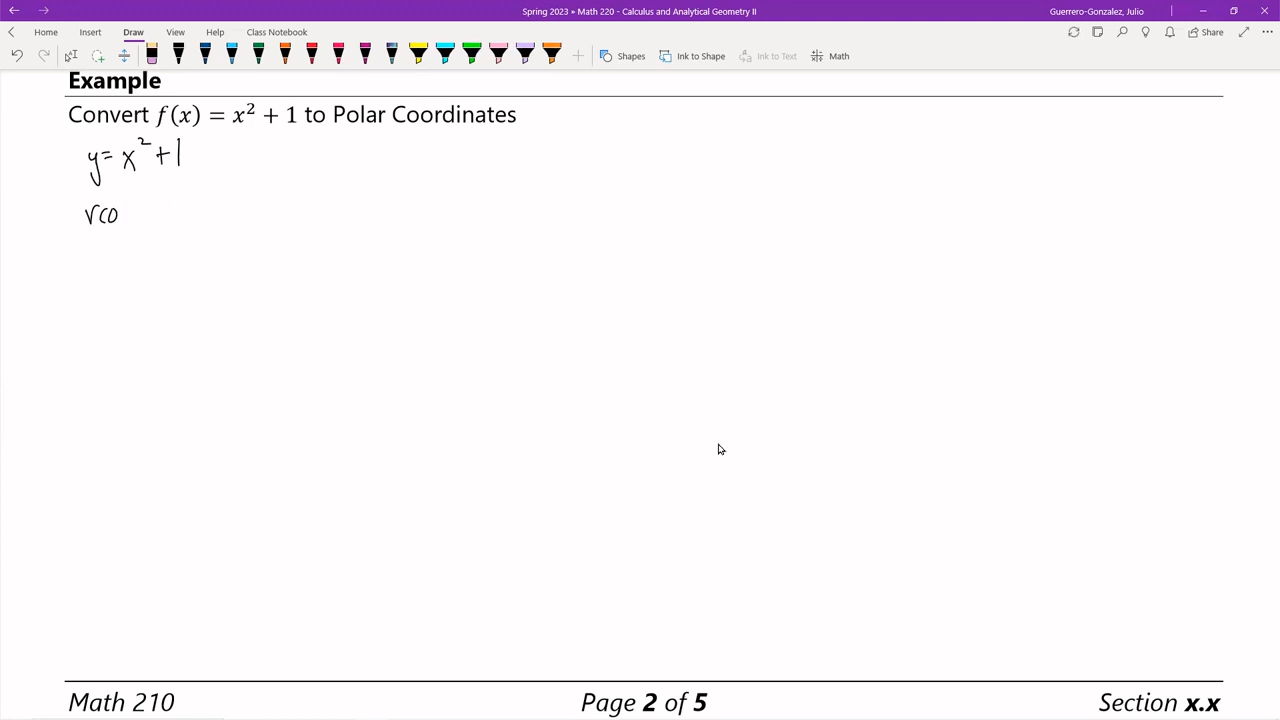 Spring 2023 » Math 220 - Calculus and Analytical Geometry II
Guerrero-Gonzalez, Julio
Home Insert Draw View Help Class Notebook
Share
Shapes Ink to Shape Ink to Text Math
Example
Convert f(x) = x² + 1 to Polar Coordinates
y = x² + 1
rco
Math 210 Page 2 of 5 Section x.x